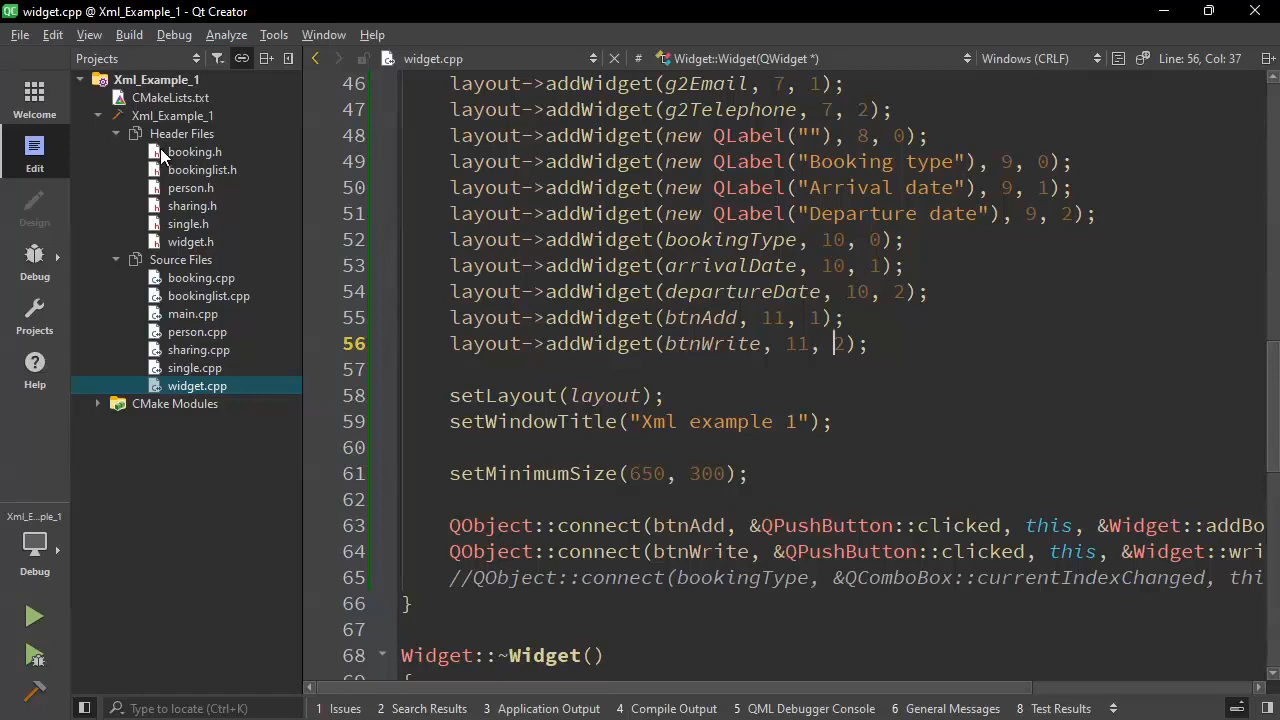 QC widget.cpp @ Xml_Example_1 - Qt Creator
File Edit View Build Debug Analyze Tools Window Help
Projects widget.cpp # Widget::Widget(QWidget *) Windows (CRLF) Line: 56, Col: 37
Welcome
Edit
Design
Debug
Projects
Help
Xml_E...ple_1
Debug
Xml_Example_1
CMakeLists.txt
Xml_Example_1
Header Files
booking.h
bookinglist.h
person.h
sharing.h
single.h
widget.h
Source Files
booking.cpp
bookinglist.cpp
main.cpp
person.cpp
sharing.cpp
single.cpp
widget.cpp
CMake Modules
46 layout->addWidget(g2Email, 7, 1);
47 layout->addWidget(g2Telephone, 7, 2);
48 layout->addWidget(new QLabel(""), 8, 0);
49 layout->addWidget(new QLabel("Booking type"), 9, 0);
50 layout->addWidget(new QLabel("Arrival date"), 9, 1);
51 layout->addWidget(new QLabel("Departure date"), 9, 2);
52 layout->addWidget(bookingType, 10, 0);
53 layout->addWidget(arrivalDate, 10, 1);
54 layout->addWidget(departureDate, 10, 2);
55 layout->addWidget(btnAdd, 11, 1);
56 layout->addWidget(btnWrite, 11, 2);
57
58 setLayout(layout);
59 setWindowTitle("Xml example 1");
60
61 setMinimumSize(650, 300);
62
63 QObject::connect(btnAdd, &QPushButton::clicked, this, &Widget::addBo
64 QObject::connect(btnWrite, &QPushButton::clicked, this, &Widget::wri
65 //QObject::connect(bookingType, &QComboBox::currentIndexChanged, thi
66 }
67
68 Widget::~Widget()
69 {
Type to locate (Ctrl+K) 1 Issues 2 Search Results 3 Application Output 4 Compile Output 5 QML Debugger Console 6 General Messages 8 Test Results